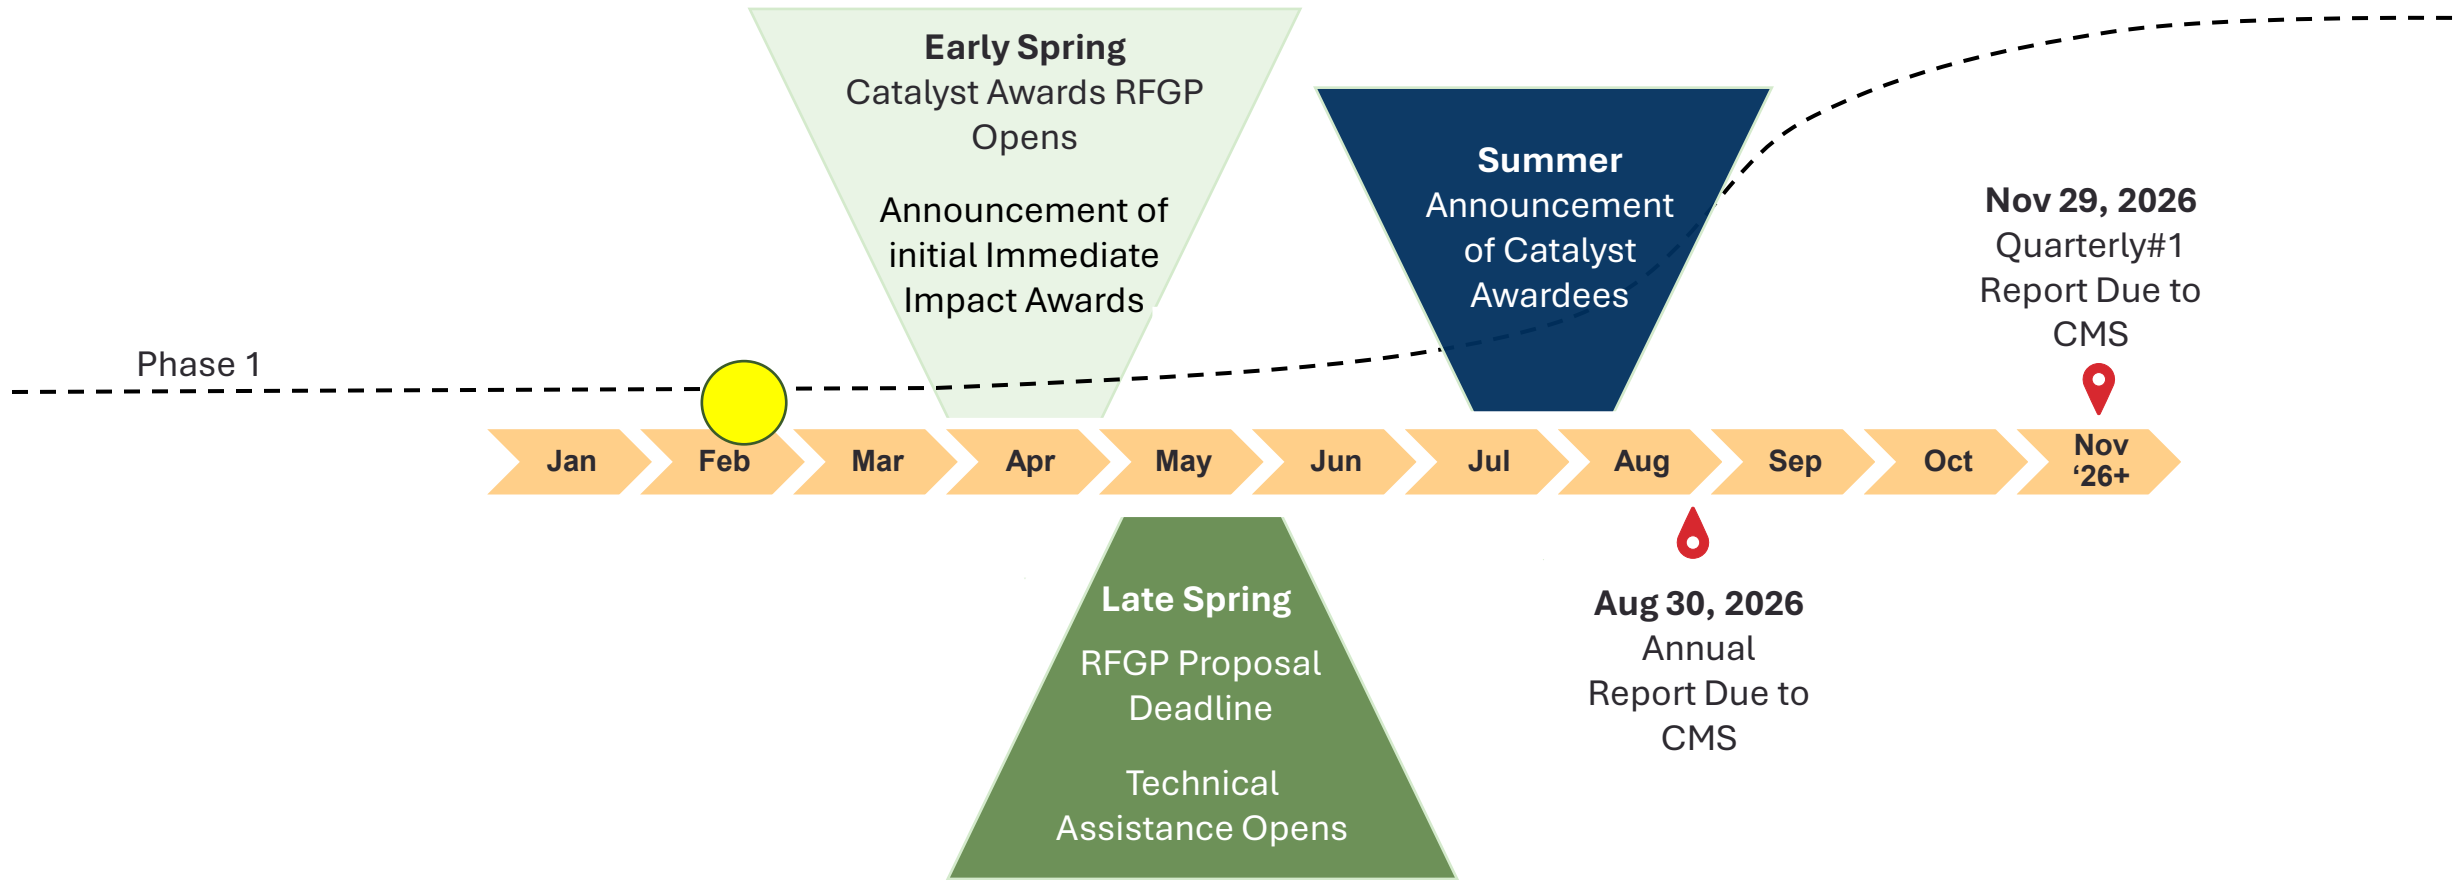 Early Spring
Catalyst Awards RFGP
Opens
Announcement of
initial Immediate
Impact Awards
Summer
Announcement
of Catalyst
Awardees
Nov 29, 2026
Quarterly#1
Report Due to
CMS
Phase 1
Jan
Feb
Mar
Apr
May
Jun
Jul
Aug
Sep
Oct
Nov
‘26+
Late Spring
RFGP Proposal
Deadline
Technical
Assistance Opens
Aug 30, 2026
Annual
Report Due to
CMS